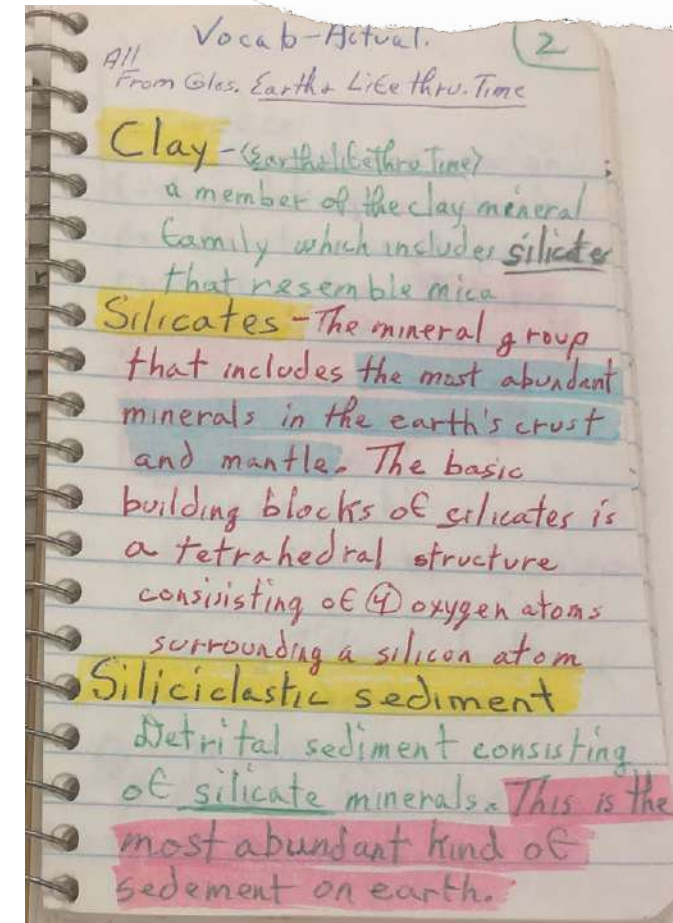 Vocab-Actual.
2
All
From Glos. Earth & Life thru. Time
Clay - (Earth & life thru Time)
a member of the clay meneral
family which includes silicates
that resemble mica
Silicates - The mineral group
that includes the most abundant
minerals in the earth's crust
and mantle. The basic
building blocks of silicates is
a tetrahedral structure
consisisting of 4 oxygen atoms
surrounding a silicon atom
Siliciclastic sediment
Detrital sediment consisting
of silicate minerals. This is the
most abundant kind of
sedement on earth.